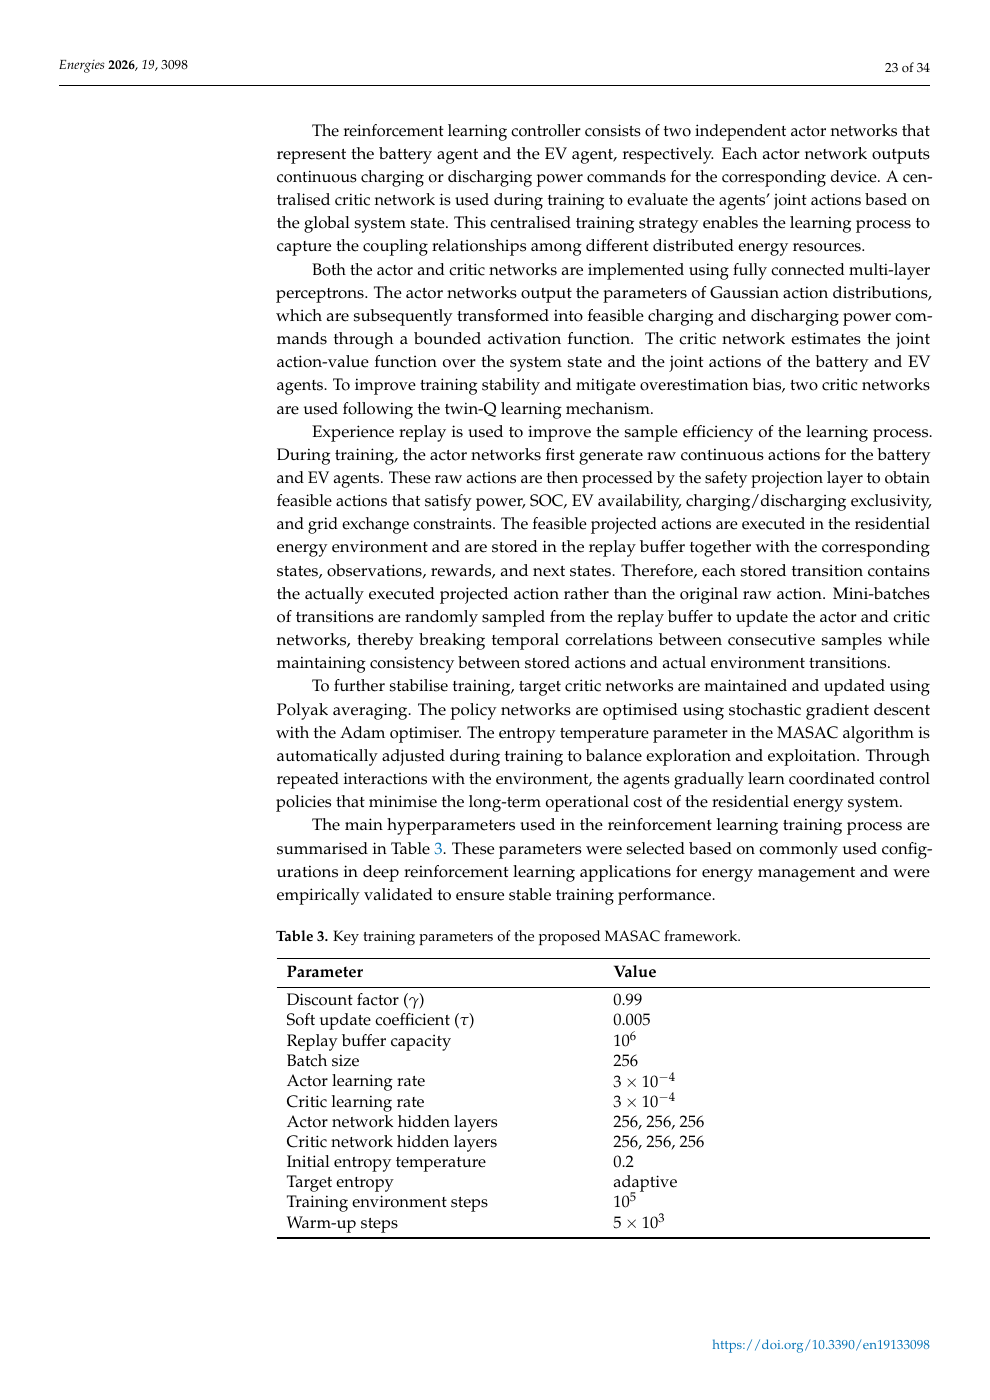 Energies 2026, 19, 3098
23 of 34
The reinforcement learning controller consists of two independent actor networks that
represent the battery agent and the EV agent, respectively. Each actor network outputs
continuous charging or discharging power commands for the corresponding device. A cen-
tralised critic network is used during training to evaluate the agents’ joint actions based on
the global system state. This centralised training strategy enables the learning process to
capture the coupling relationships among different distributed energy resources.
Both the actor and critic networks are implemented using fully connected multi-layer
perceptrons. The actor networks output the parameters of Gaussian action distributions,
which are subsequently transformed into feasible charging and discharging power com-
mands through a bounded activation function. The critic network estimates the joint
action-value function over the system state and the joint actions of the battery and EV
agents. To improve training stability and mitigate overestimation bias, two critic networks
are used following the twin-Q learning mechanism.
Experience replay is used to improve the sample efficiency of the learning process.
During training, the actor networks first generate raw continuous actions for the battery
and EV agents. These raw actions are then processed by the safety projection layer to obtain
feasible actions that satisfy power, SOC, EV availability, charging/discharging exclusivity,
and grid exchange constraints. The feasible projected actions are executed in the residential
energy environment and are stored in the replay buffer together with the corresponding
states, observations, rewards, and next states. Therefore, each stored transition contains
the actually executed projected action rather than the original raw action. Mini-batches
of transitions are randomly sampled from the replay buffer to update the actor and critic
networks, thereby breaking temporal correlations between consecutive samples while
maintaining consistency between stored actions and actual environment transitions.
To further stabilise training, target critic networks are maintained and updated using
Polyak averaging. The policy networks are optimised using stochastic gradient descent
with the Adam optimiser. The entropy temperature parameter in the MASAC algorithm is
automatically adjusted during training to balance exploration and exploitation. Through
repeated interactions with the environment, the agents gradually learn coordinated control
policies that minimise the long-term operational cost of the residential energy system.
The main hyperparameters used in the reinforcement learning training process are
summarised in Table 3. These parameters were selected based on commonly used config-
urations in deep reinforcement learning applications for energy management and were
empirically validated to ensure stable training performance.
Table 3. Key training parameters of the proposed MASAC framework.
Parameter Value
Discount factor (γ) 0.99
Soft update coefficient (τ) 0.005
Replay buffer capacity 10⁶
Batch size 256
Actor learning rate 3 × 10⁻⁴
Critic learning rate 3 × 10⁻⁴
Actor network hidden layers 256, 256, 256
Critic network hidden layers 256, 256, 256
Initial entropy temperature 0.2
Target entropy adaptive
Training environment steps 10⁵
Warm-up steps 5 × 10³
https://doi.org/10.3390/en19133098